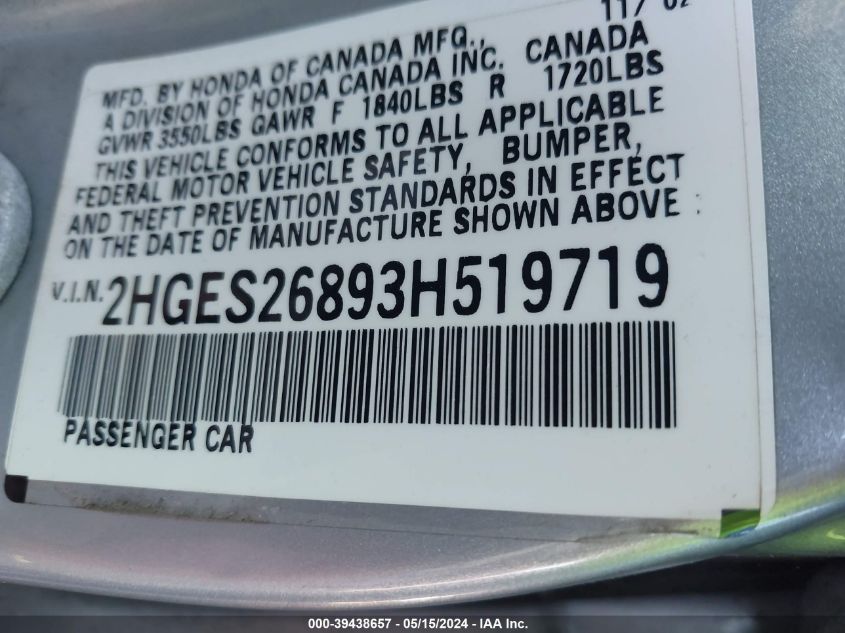 11/02
MFD. BY HONDA OF CANADA MFG.,
A DIVISION OF HONDA CANADA INC. CANADA
GVWR 3550LBS GAWR F 1840LBS R 1720LBS
THIS VEHICLE CONFORMS TO ALL APPLICABLE
FEDERAL MOTOR VEHICLE SAFETY, BUMPER,
AND THEFT PREVENTION STANDARDS IN EFFECT
ON THE DATE OF MANUFACTURE SHOWN ABOVE :
V.I.N. 2HGES26893H519719
PASSENGER CAR
000-39438657 - 05/15/2024 - IAA Inc.